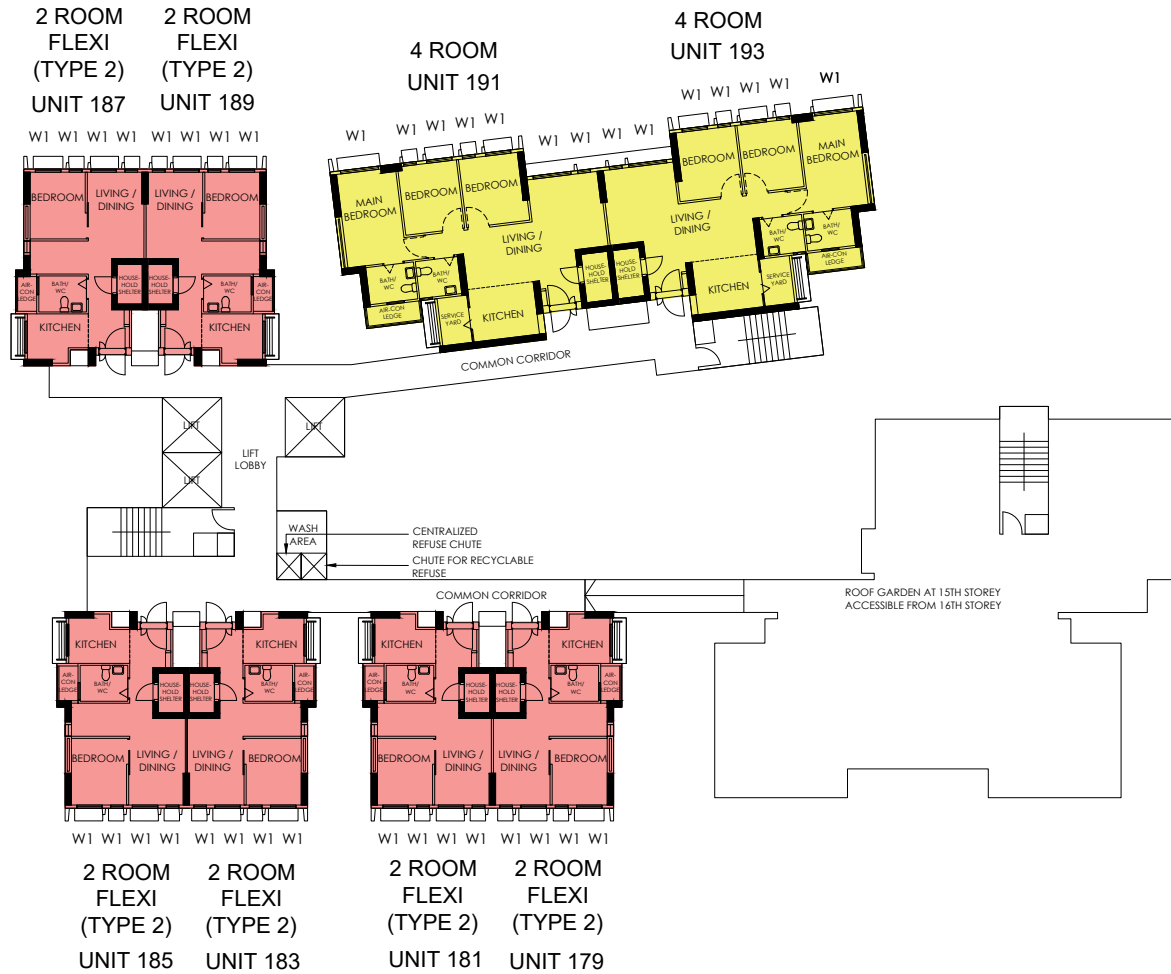 2 ROOM
FLEXI
(TYPE 2)
UNIT 187
2 ROOM
FLEXI
(TYPE 2)
UNIT 189
4 ROOM
UNIT 191
4 ROOM
UNIT 193
W1 W1 W1 W1 W1 W1 W1 W1
W1 W1 W1 W1 W1 W1 W1 W1 W1 W1 W1 W1 W1
BEDROOM
LIVING /
DINING
LIVING /
DINING
BEDROOM
AIR-
CON
LEDGE
BATH/
WC
HOUSE-
HOLD
SHELTER
HOUSE-
HOLD
SHELTER
BATH/
WC
AIR-
CON
LEDGE
KITCHEN
KITCHEN
MAIN
BEDROOM
BEDROOM
BEDROOM
LIVING /
DINING
BATH/
WC
BATH/
WC
AIR-CON
LEDGE
SERVICE
YARD
KITCHEN
HOUSE-
HOLD
SHELTER
HOUSE-
HOLD
SHELTER
BEDROOM
BEDROOM
MAIN
BEDROOM
LIVING /
DINING
BATH/
WC
BATH/
WC
AIR-CON
LEDGE
KITCHEN
SERVICE
YARD
COMMON CORRIDOR
LIFT
LIFT
LIFT
LIFT
LOBBY
WASH
AREA
CENTRALIZED
REFUSE CHUTE
CHUTE FOR RECYCLABLE
REFUSE
COMMON CORRIDOR
ROOF GARDEN AT 15TH STOREY
ACCESSIBLE FROM 16TH STOREY
KITCHEN
KITCHEN
AIR-
CON
LEDGE
BATH/
WC
HOUSE-
HOLD
SHELTER
HOUSE-
HOLD
SHELTER
BATH/
WC
AIR-
CON
LEDGE
BEDROOM
LIVING /
DINING
LIVING /
DINING
BEDROOM
KITCHEN
KITCHEN
AIR-
CON
LEDGE
BATH/
WC
HOUSE-
HOLD
SHELTER
HOUSE-
HOLD
SHELTER
BATH/
WC
AIR-
CON
LEDGE
BEDROOM
LIVING /
DINING
LIVING /
DINING
BEDROOM
W1 W1 W1 W1 W1 W1 W1 W1
W1 W1 W1 W1 W1 W1 W1 W1
2 ROOM
FLEXI
(TYPE 2)
UNIT 185
2 ROOM
FLEXI
(TYPE 2)
UNIT 183
2 ROOM
FLEXI
(TYPE 2)
UNIT 181
2 ROOM
FLEXI
(TYPE 2)
UNIT 179